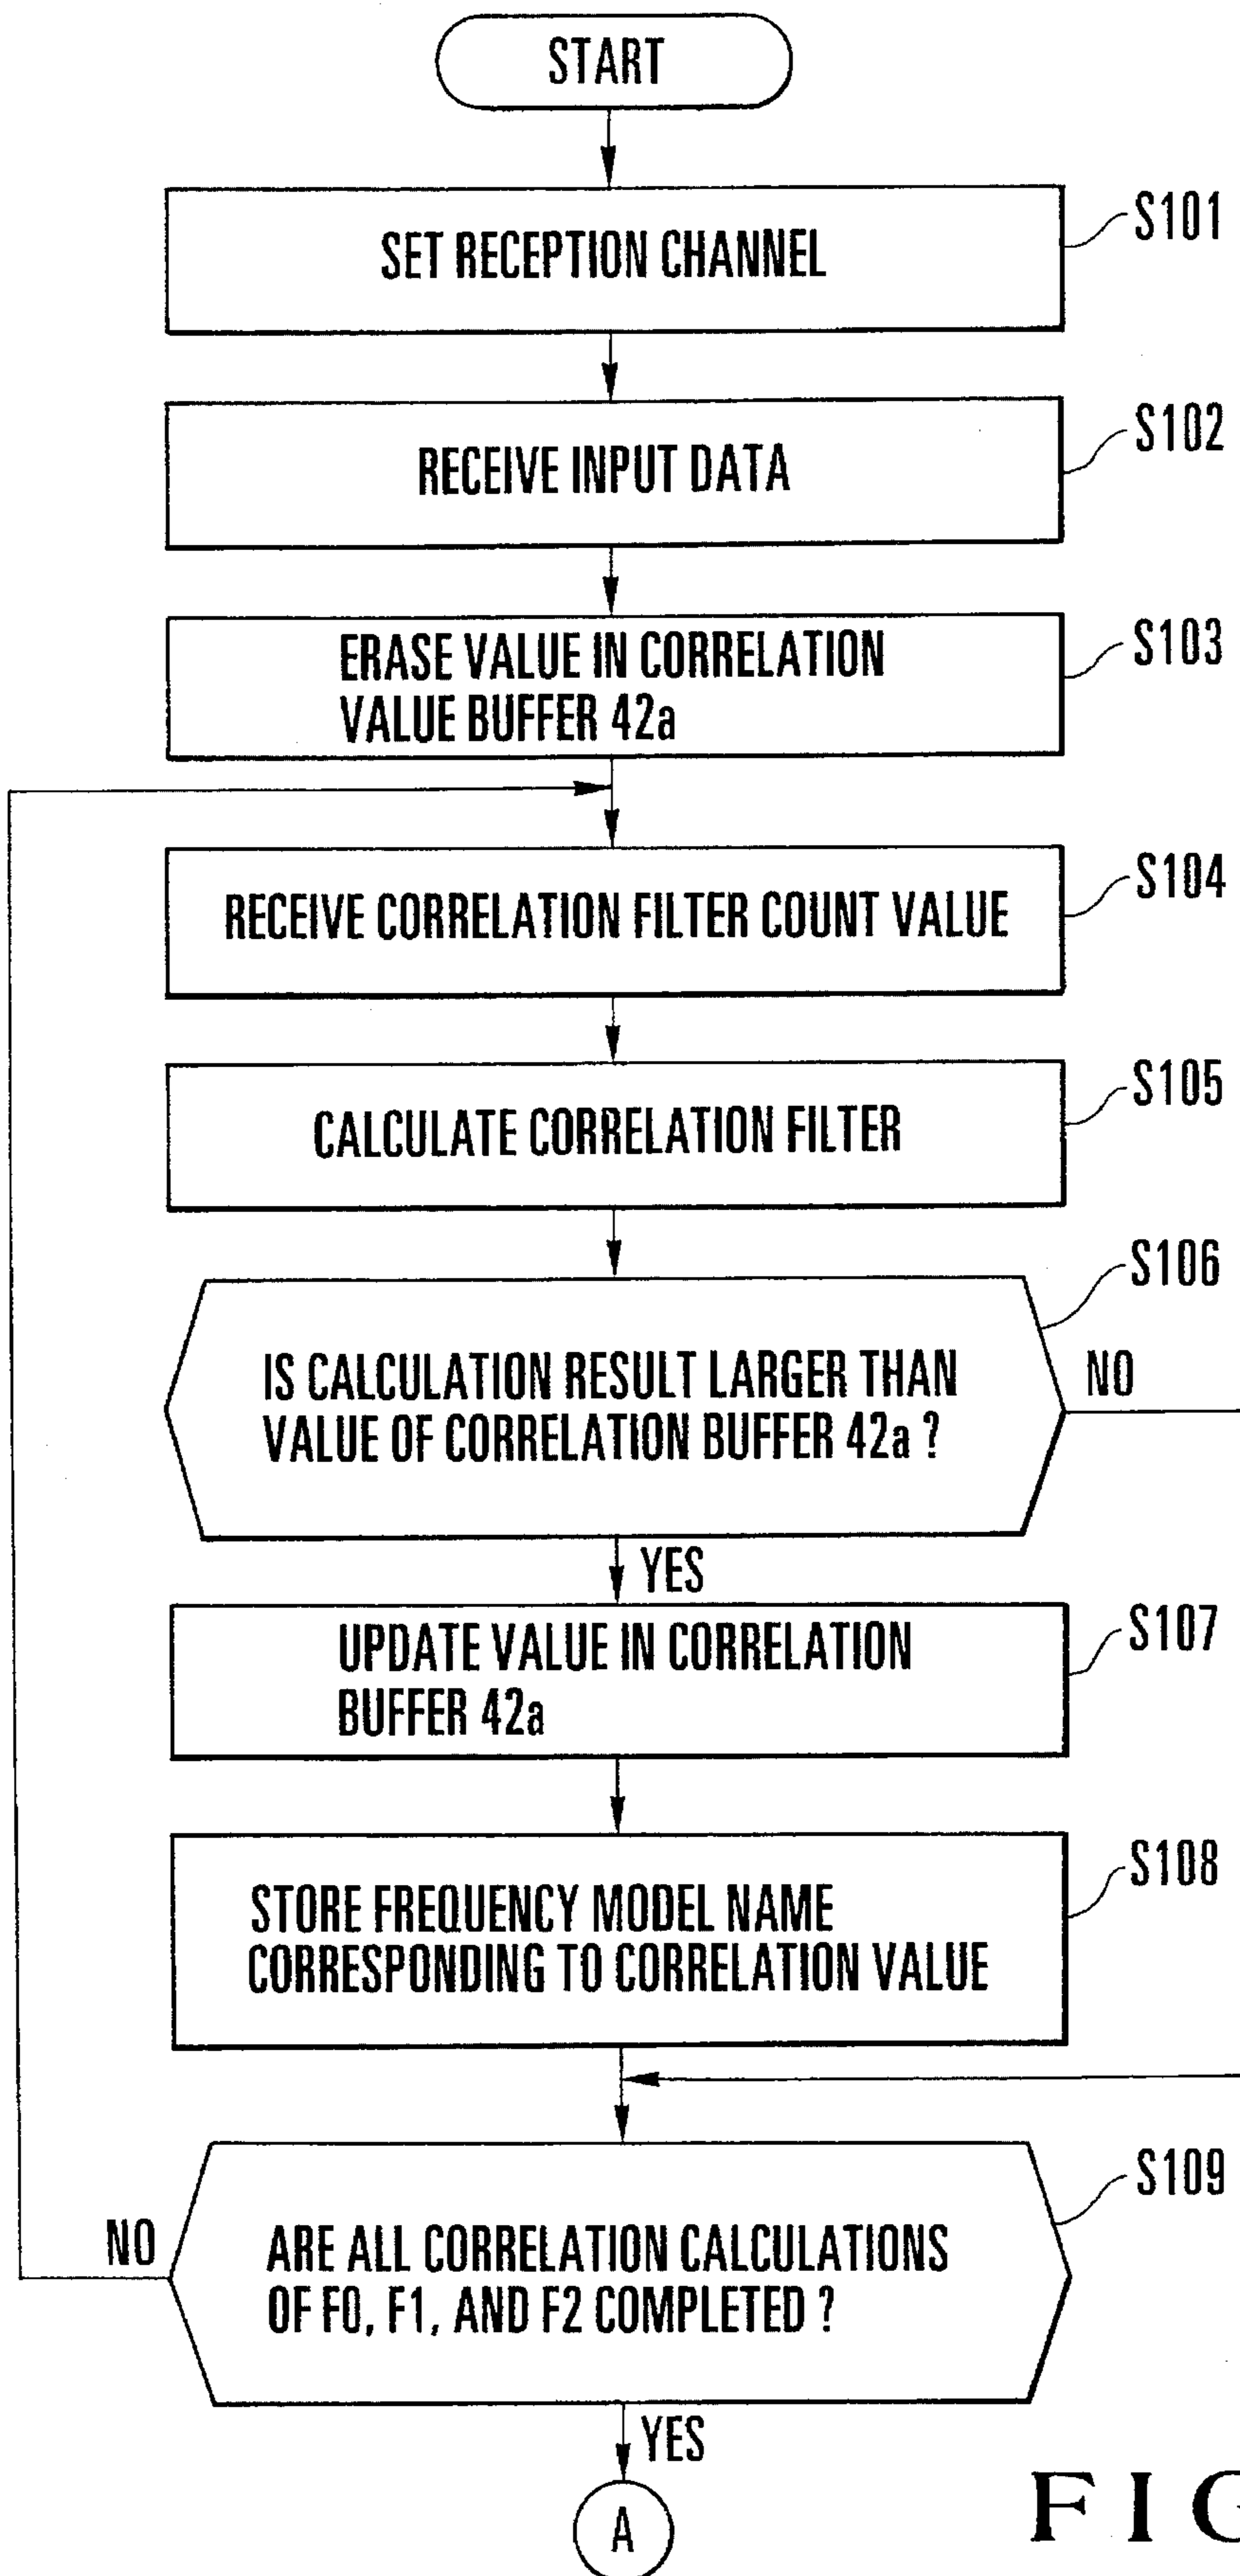 START
SET RECEPTION CHANNEL
S101
RECEIVE INPUT DATA
S102
ERASE VALUE IN CORRELATION
VALUE BUFFER 42a
S103
RECEIVE CORRELATION FILTER COUNT VALUE
S104
CALCULATE CORRELATION FILTER
S105
S106
IS CALCULATION RESULT LARGER THAN
VALUE OF CORRELATION BUFFER 42a ?
NO
YES
UPDATE VALUE IN CORRELATION
BUFFER 42a
S107
STORE FREQUENCY MODEL NAME
CORRESPONDING TO CORRELATION VALUE
S108
S109
NO
ARE ALL CORRELATION CALCULATIONS
OF F0, F1, AND F2 COMPLETED ?
YES
A
FIG